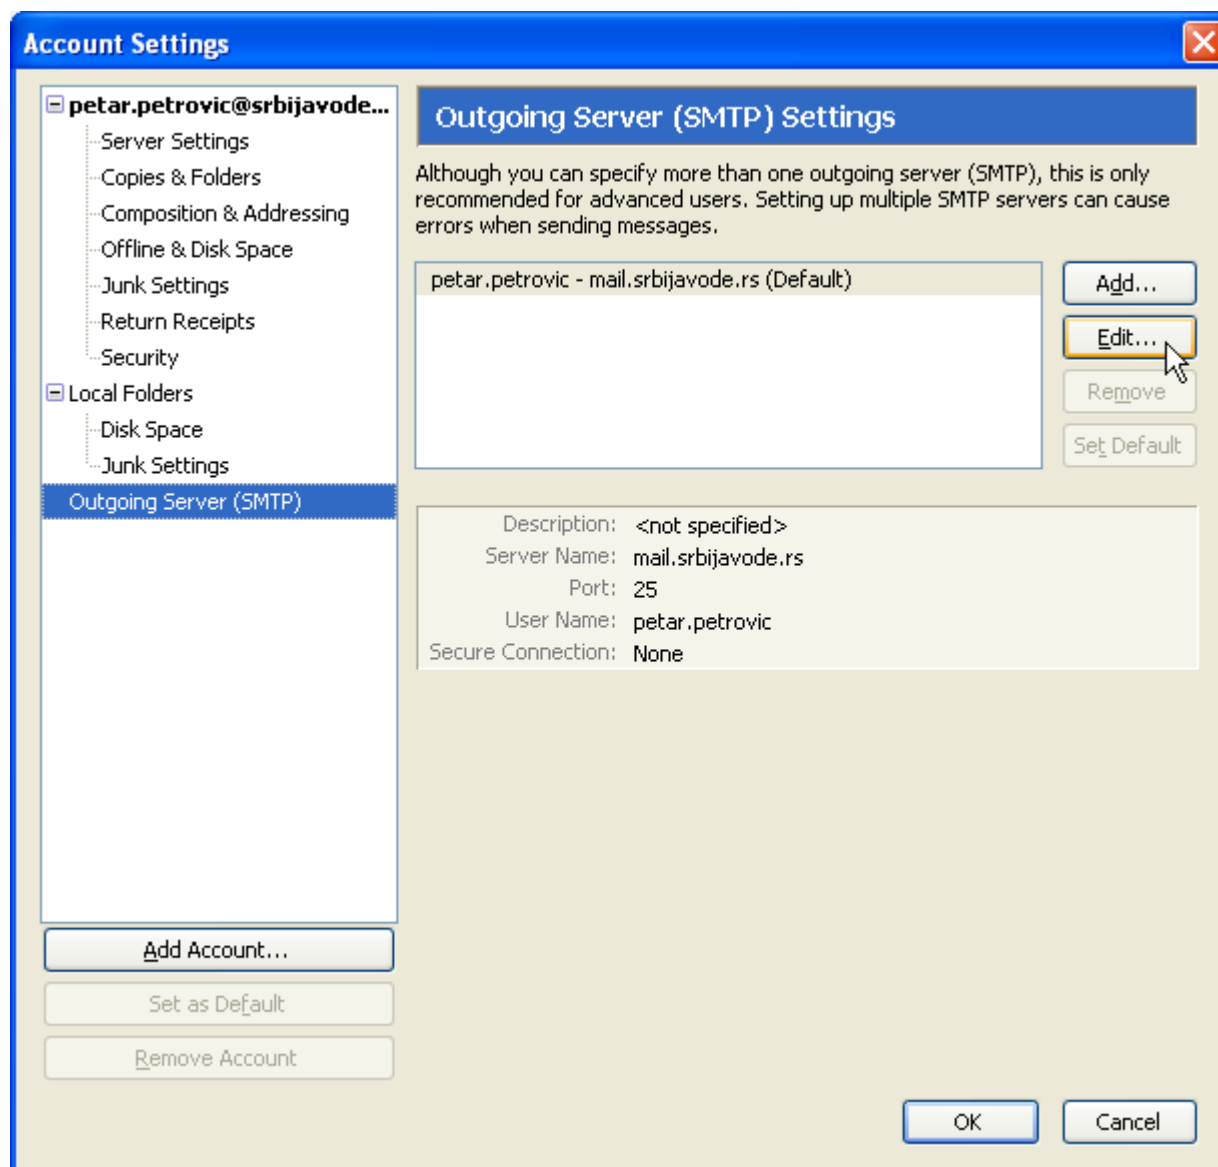 Account Settings
petar.petrovic@srbijavode...
Server Settings
Copies & Folders
Composition & Addressing
Offline & Disk Space
Junk Settings
Return Receipts
Security
Local Folders
Disk Space
Junk Settings
Outgoing Server (SMTP)
Add Account...
Set as Default
Remove Account
Outgoing Server (SMTP) Settings
Although you can specify more than one outgoing server (SMTP), this is only
recommended for advanced users. Setting up multiple SMTP servers can cause
errors when sending messages.
petar.petrovic - mail.srbijavode.rs (Default)
Add...
Edit...
Remove
Set Default
Description: <not specified>
Server Name: mail.srbijavode.rs
Port: 25
User Name: petar.petrovic
Secure Connection: None
OK
Cancel